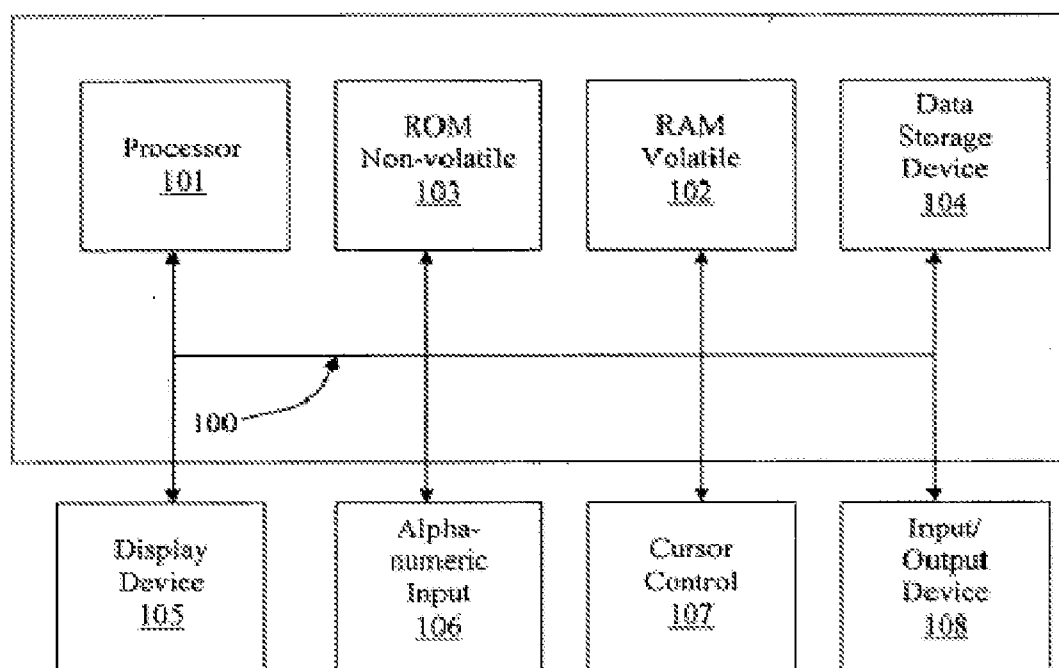 Processor
101
ROM
Non-volatile
103
RAM
Volatile
102
Data
Storage
Device
104
100
Display
Device
105
Alpha-
numeric
Input
106
Cursor
Control
107
Input/
Output
Device
108